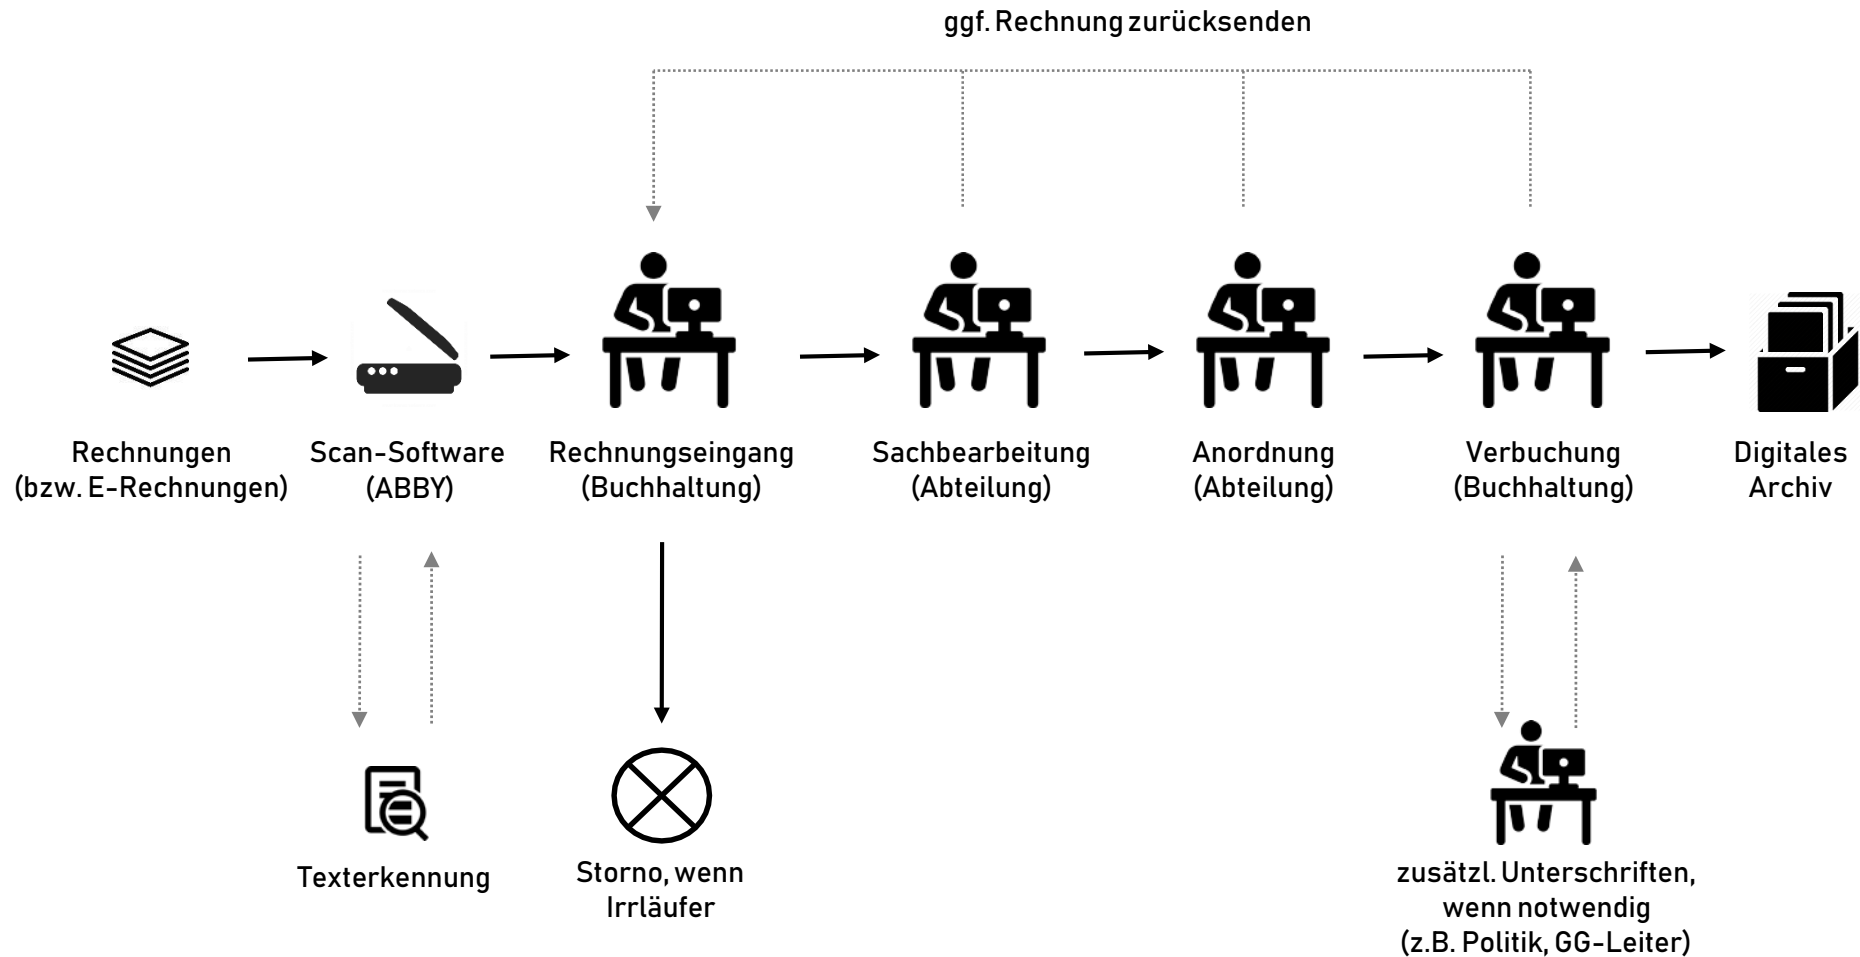 ggf. Rechnung zurücksenden
Rechnungen
(bzw. E-Rechnungen)
Scan-Software
(ABBY)
Rechnungseingang
(Buchhaltung)
Sachbearbeitung
(Abteilung)
Anordnung
(Abteilung)
Verbuchung
(Buchhaltung)
Digitales
Archiv
Texterkennung
Storno, wenn
Irrläufer
zusätzl. Unterschriften,
wenn notwendig
(z.B. Politik, GG-Leiter)